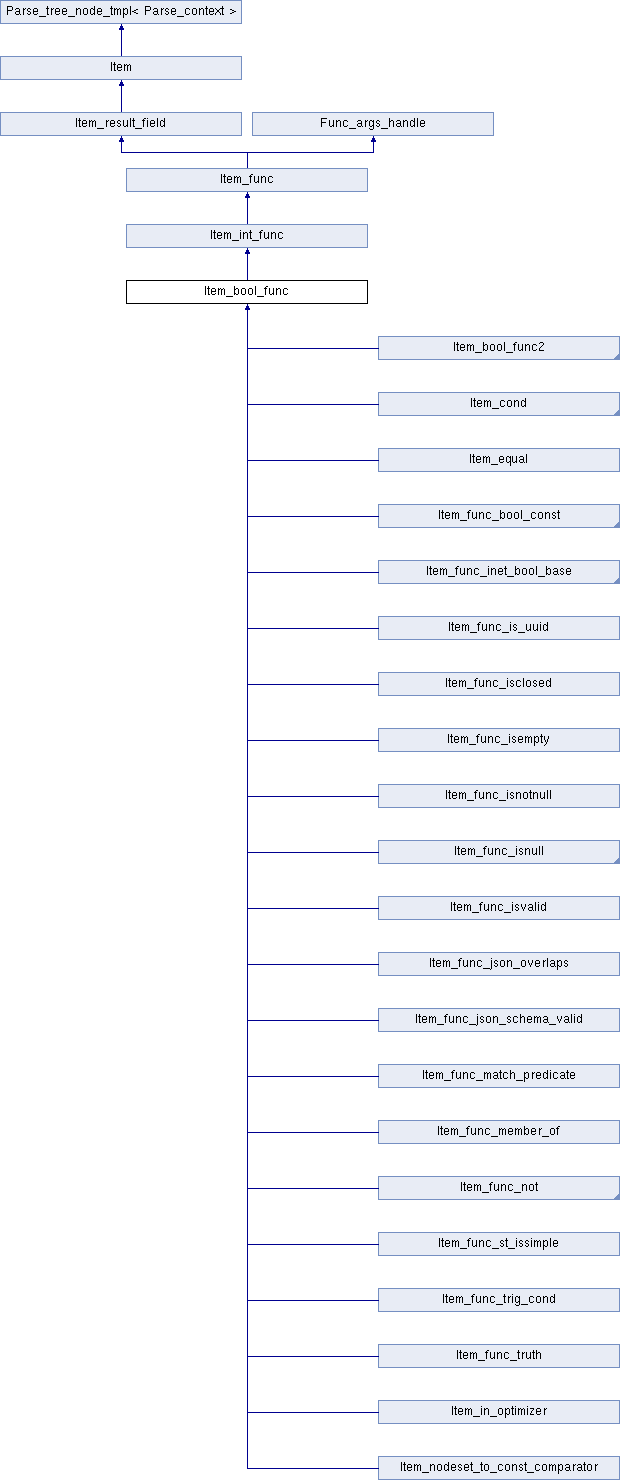 Parse_tree_node_tmpl< Parse_context >
Item
Item_result_field
Func_args_handle
Item_func
Item_int_func
Item_bool_func
Item_bool_func2
Item_cond
Item_equal
Item_func_bool_const
Item_func_inet_bool_base
Item_func_is_uuid
Item_func_isclosed
Item_func_isempty
Item_func_isnotnull
Item_func_isnull
Item_func_isvalid
Item_func_json_overlaps
Item_func_json_schema_valid
Item_func_match_predicate
Item_func_member_of
Item_func_not
Item_func_st_issimple
Item_func_trig_cond
Item_func_truth
Item_in_optimizer
Item_nodeset_to_const_comparator